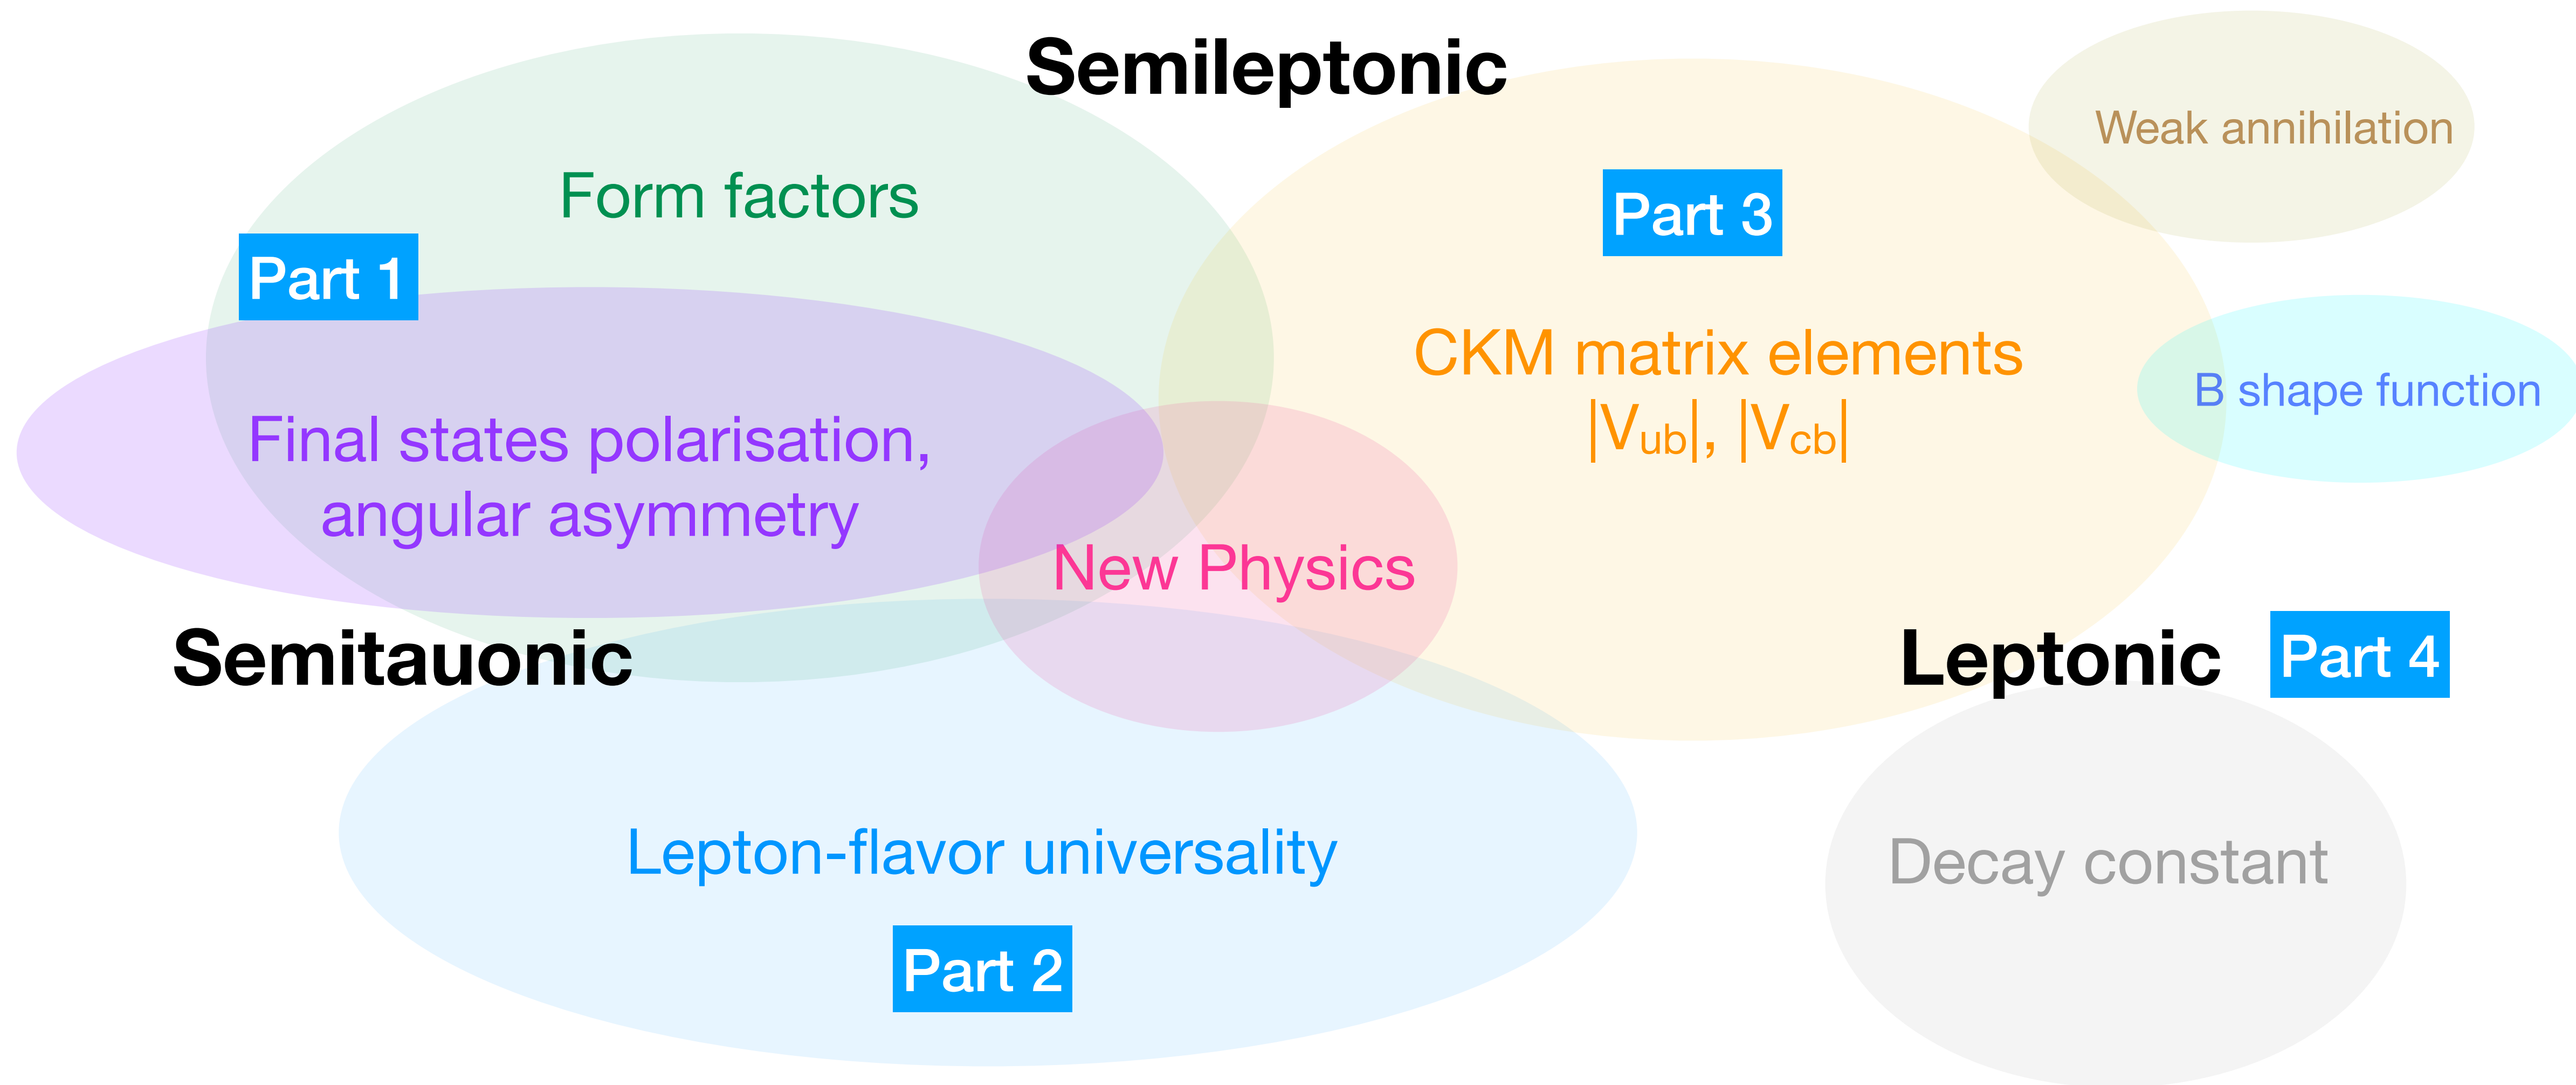 Semileptonic
Weak annihilation
Form factors
Part 3
Part 1
CKM matrix elements
|Vub|, |Vcb|
B shape function
Final states polarisation,
angular asymmetry
New Physics
Semitauonic
Leptonic
Part 4
Lepton-flavor universality
Decay constant
Part 2